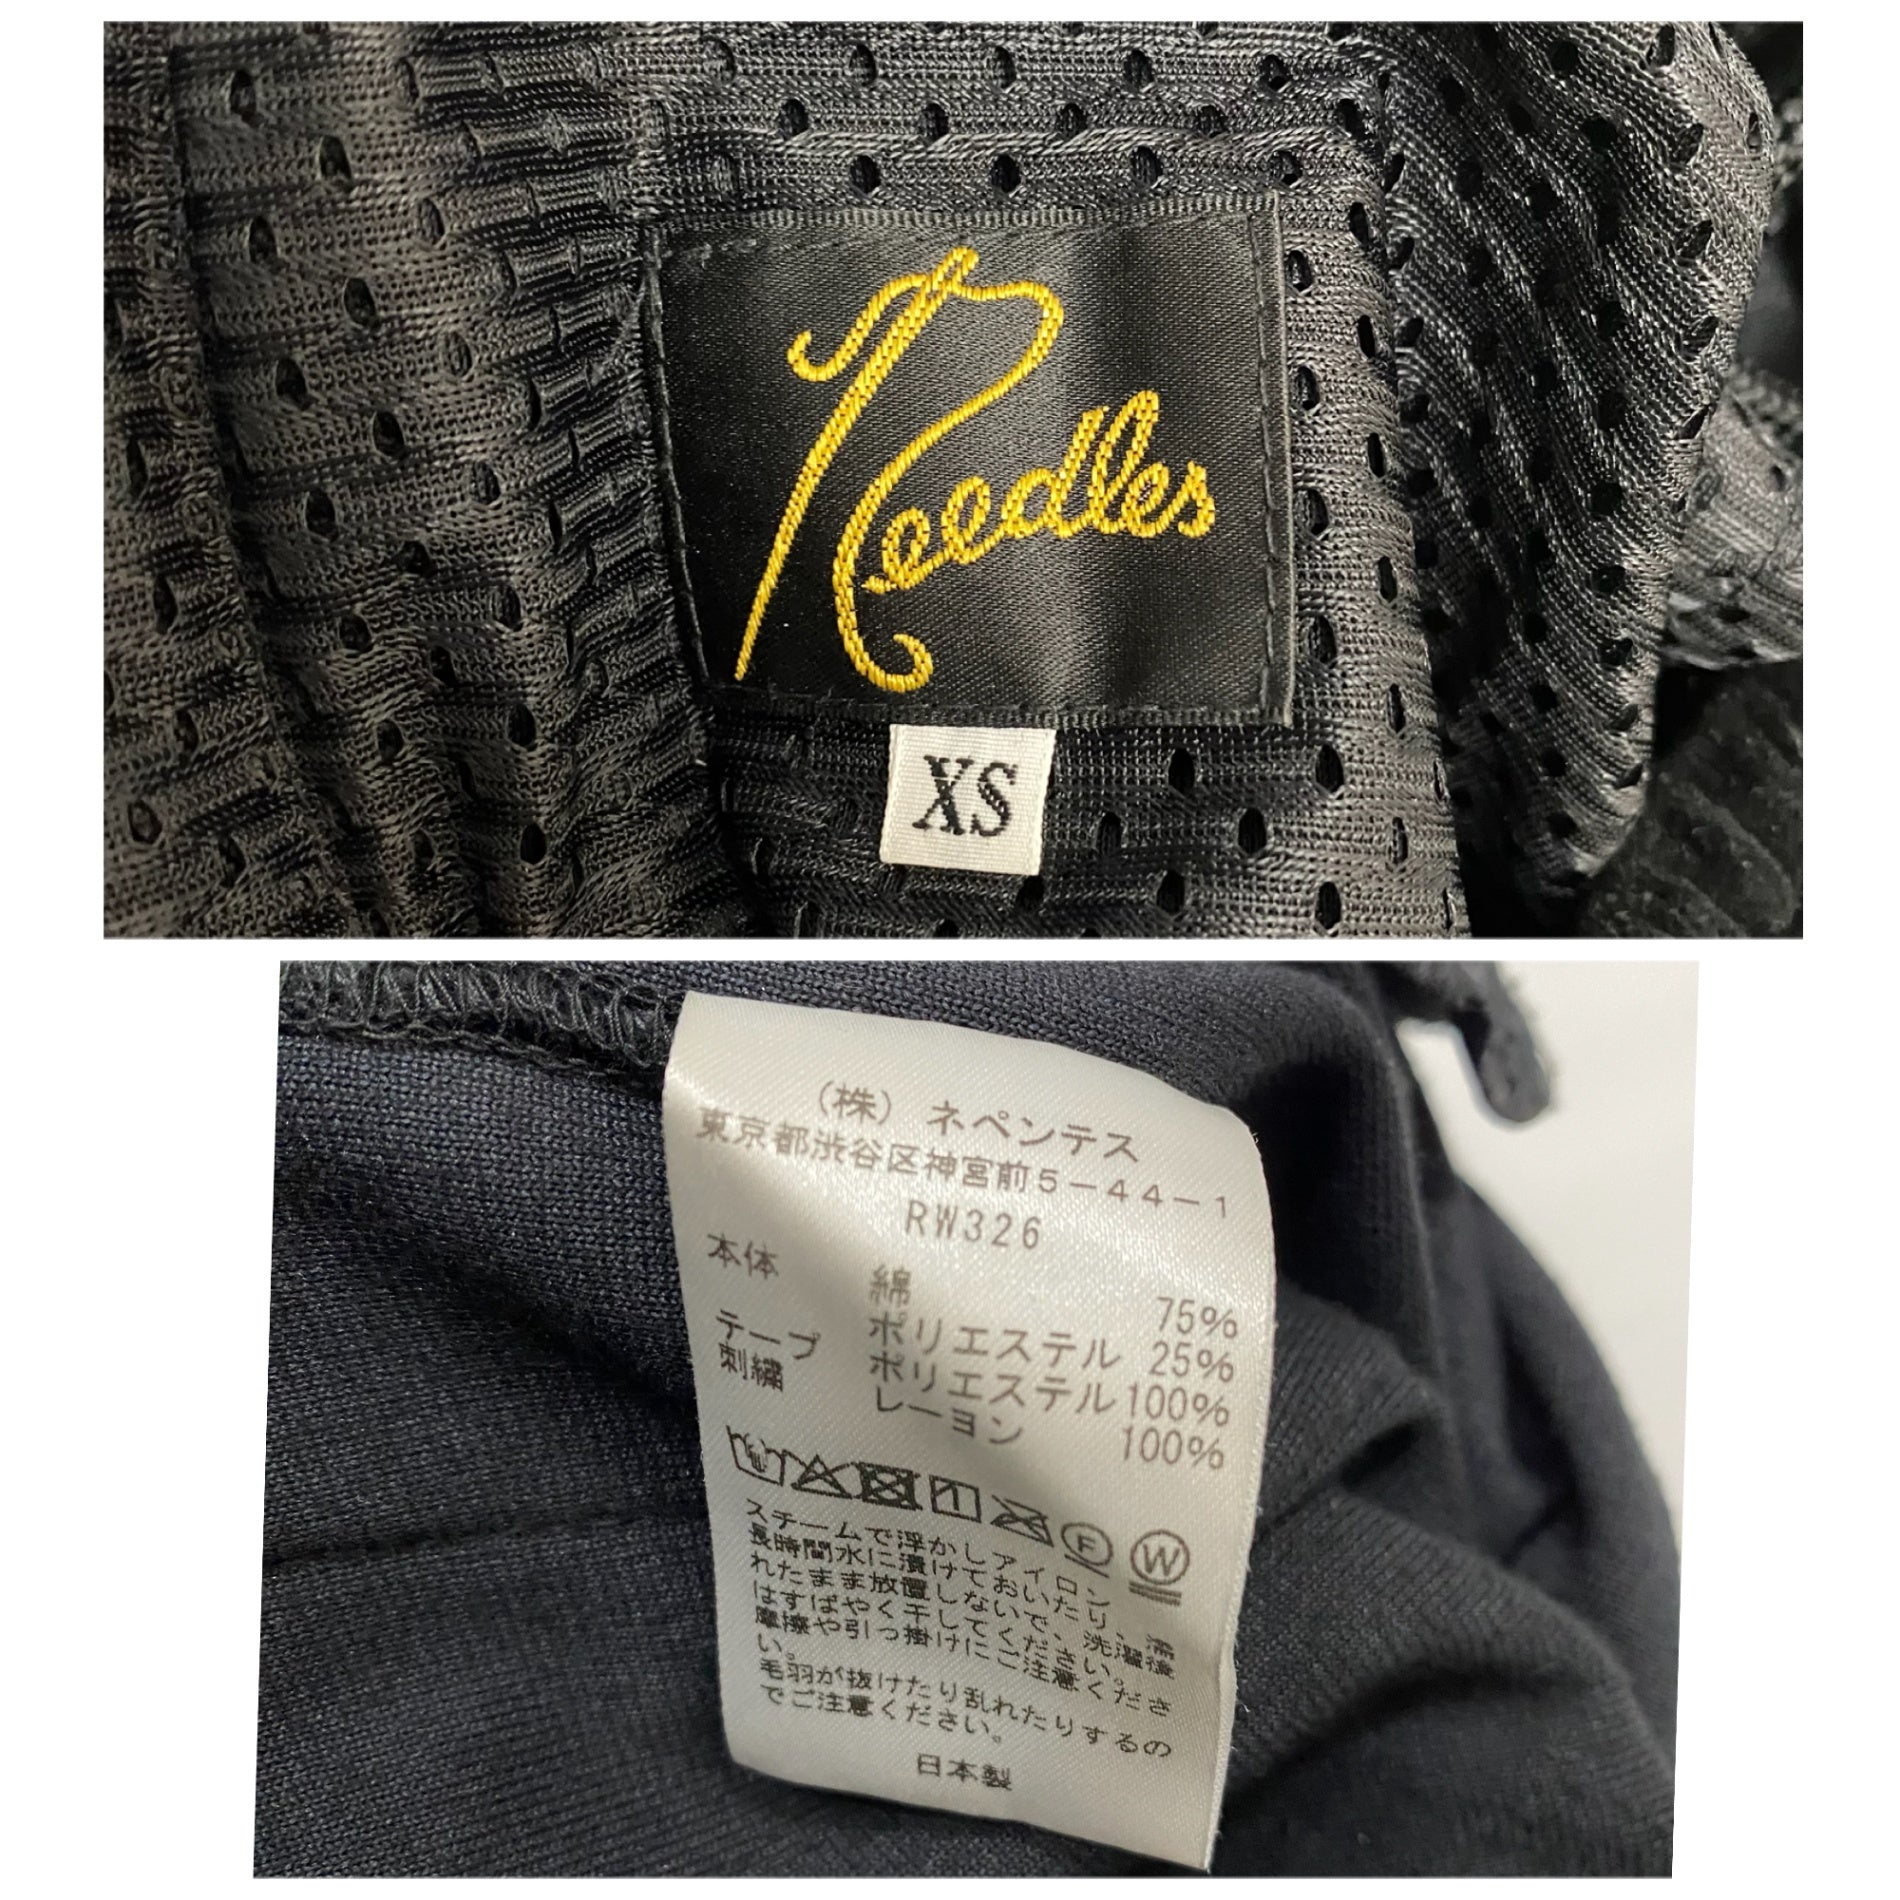 Needles
XS
(株) ネペンテス
東京都渋谷区神宮前5-44-1
RW326
本体 綿 75%
ポリエステル 25%
テープ ポリエステル 100%
刺繍 レーヨン 100%
F W
スチームで浮かしアイロン
長時間水に漬けておいたり、濡
れたまま放置しないで、洗濯後
はすばやく干してください。
摩擦や引っ掛けにご注意くださ
い。
毛羽が抜けたり乱れたりするの
でご注意ください。
日本製